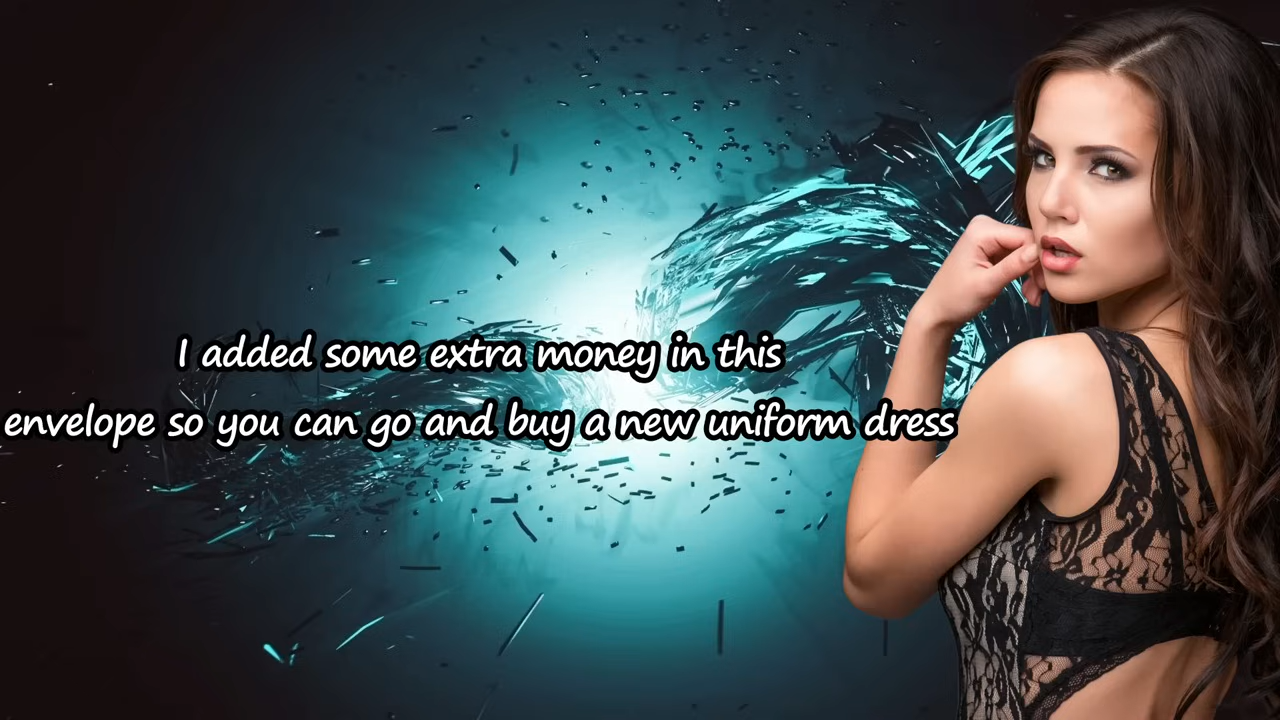 I added some extra money in this
envelope so you can go and buy a new uniform dress